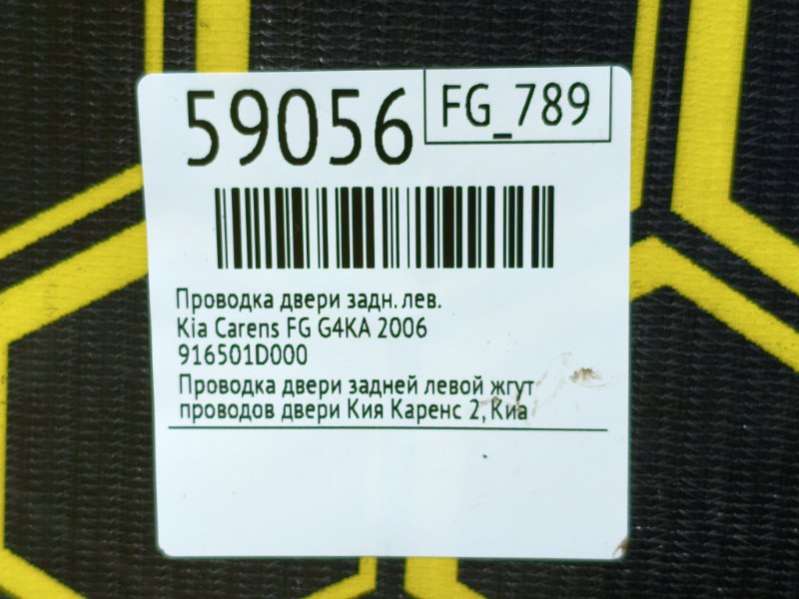 59056
FG_789
Проводка двери задн. лев.
Kia Carens FG G4KA 2006
916501D000
Проводка двери задней левой жгут
проводов двери Кия Каренс 2, Киа